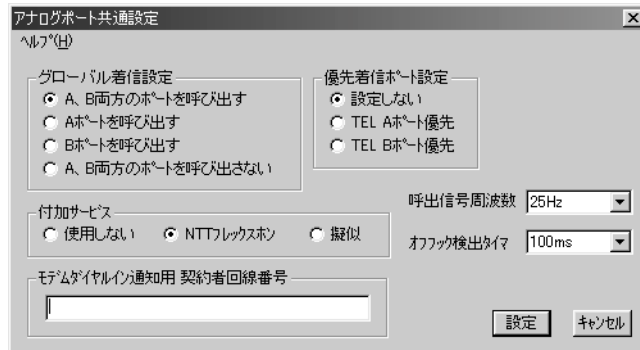 アナログポート共通設定
ﾍﾙﾌﾟ(H)
グローバル着信設定
A、B両方のﾎﾟｰﾄを呼び出す
Aﾎﾟｰﾄを呼び出す
Bﾎﾟｰﾄを呼び出す
A、B両方のﾎﾟｰﾄを呼び出さない
優先着信ﾎﾟｰﾄ設定
設定しない
TEL Aﾎﾟｰﾄ優先
TEL Bﾎﾟｰﾄ優先
付加サービス
使用しない
NTTﾌﾚｯｸｽﾎﾝ
擬似
呼出信号周波数
25Hz
ｵﾌﾌｯｸ検出ﾀｲﾏ
100ms
ﾓﾃﾞﾑﾀﾞｲﾔﾙｲﾝ通知用 契約者回線番号
設定
ｷｬﾝｾﾙ